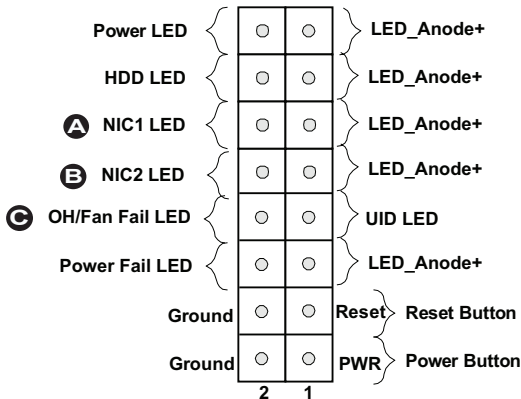 Power LED LED_Anode+
HDD LED LED_Anode+
A NIC1 LED LED_Anode+
B NIC2 LED LED_Anode+
C OH/Fan Fail LED UID LED
Power Fail LED LED_Anode+
Ground Reset Reset Button
Ground PWR Power Button
2 1